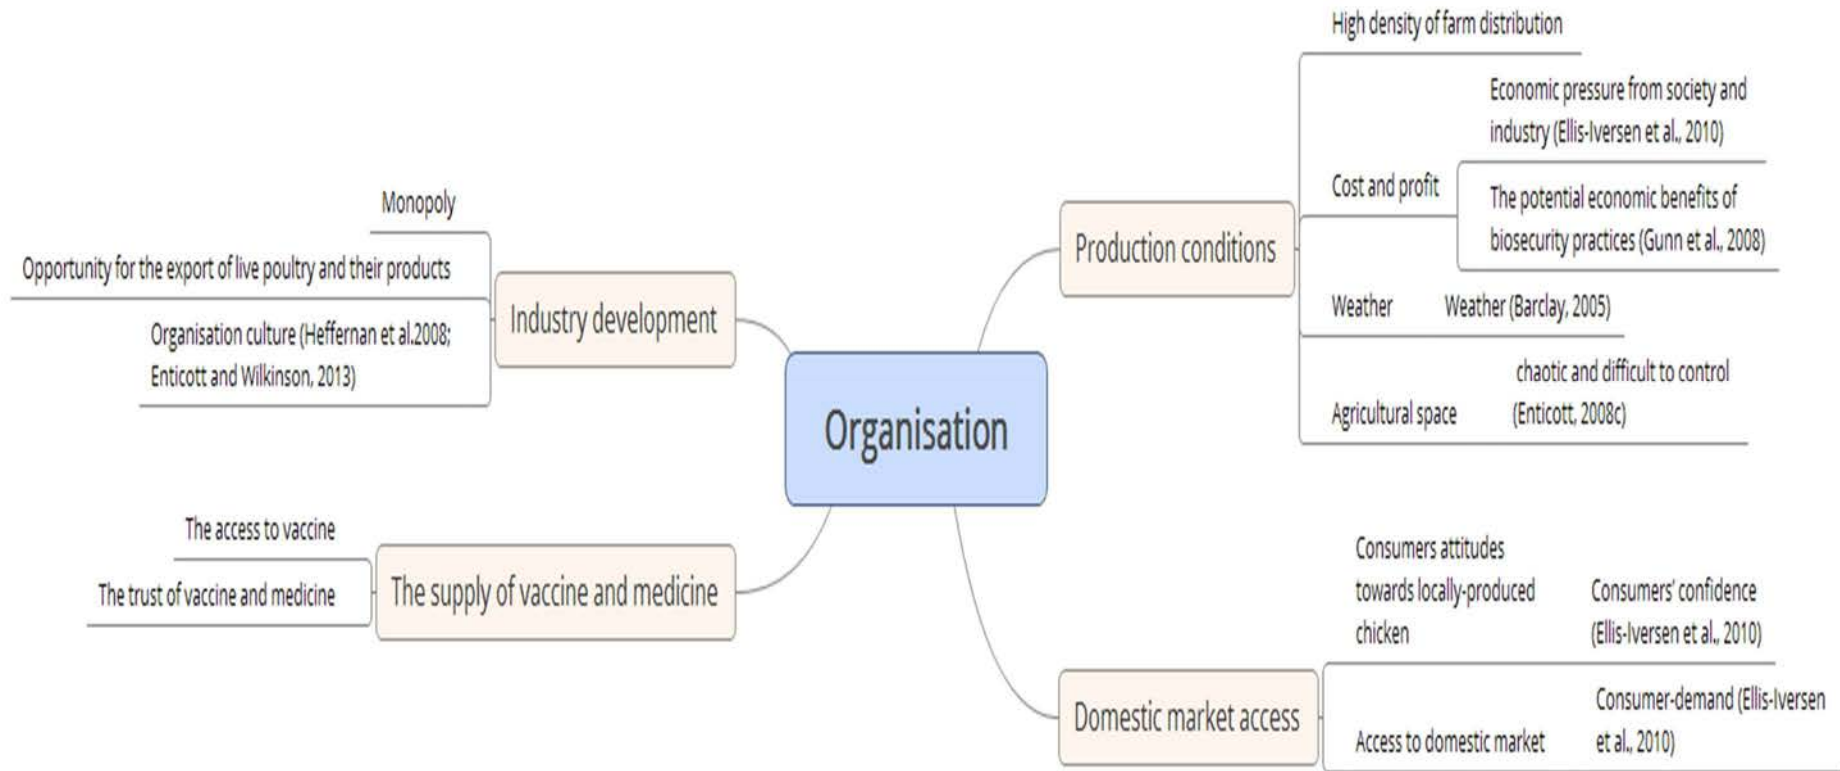 Organisation
Production conditions
High density of farm distribution
Cost and profit
Economic pressure from society and
industry (Ellis-Iversen et al., 2010)
The potential economic benefits of
biosecurity practices (Gunn et al., 2008)
Weather
Weather (Barclay, 2005)
Agricultural space
chaotic and difficult to control
(Enticott, 2008c)
Domestic market access
Consumers attitudes
towards locally-produced
chicken
Consumers' confidence
(Ellis-Iversen et al., 2010)
Access to domestic market
Consumer-demand (Ellis-Iversen
et al., 2010)
Industry development
Monopoly
Opportunity for the export of live poultry and their products
Organisation culture (Heffernan et al.2008;
Enticott and Wilkinson, 2013)
The supply of vaccine and medicine
The access to vaccine
The trust of vaccine and medicine